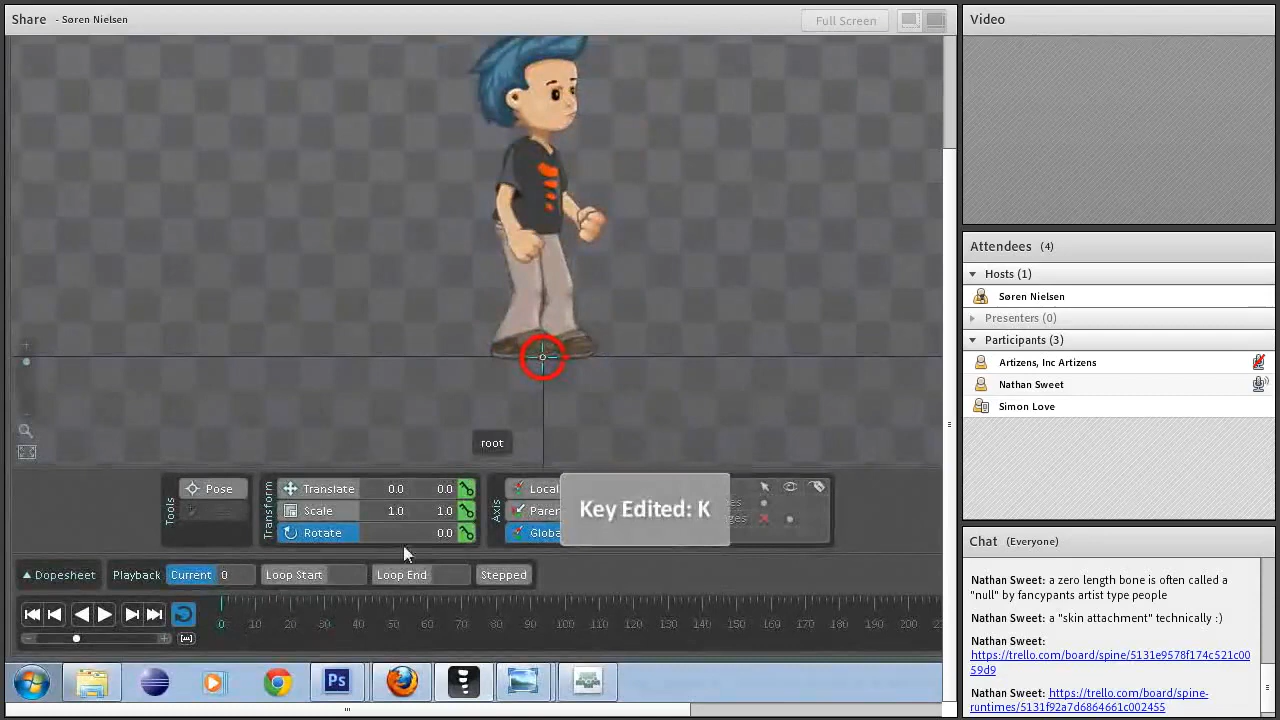 Share - Søren Nielsen
Full Screen
root
Tools
Pose
Transform
Translate 0.0 0.0
Scale 1.0 1.0
Rotate 0.0
Axis
Local
Paren
Globa
Key Edited: K
Dopesheet Playback Current 0 Loop Start Loop End Stepped
0 10 20 30 40 50 60 70 80 90 100 110 120 130 140 150 160 170 180 190 200
Ps
Video
Attendees (4)
Hosts (1)
Søren Nielsen
Presenters (0)
Participants (3)
Artizens, Inc Artizens
Nathan Sweet
Simon Love
Chat (Everyone)
Nathan Sweet: a zero length bone is often called a
"null" by fancypants artist type people
Nathan Sweet: a "skin attachment" technically :)
Nathan Sweet:
https://trello.com/board/spine/5131e9578f174c521c00
59d9
Nathan Sweet: https://trello.com/board/spine-
runtimes/5131f92a7d6864661c002455